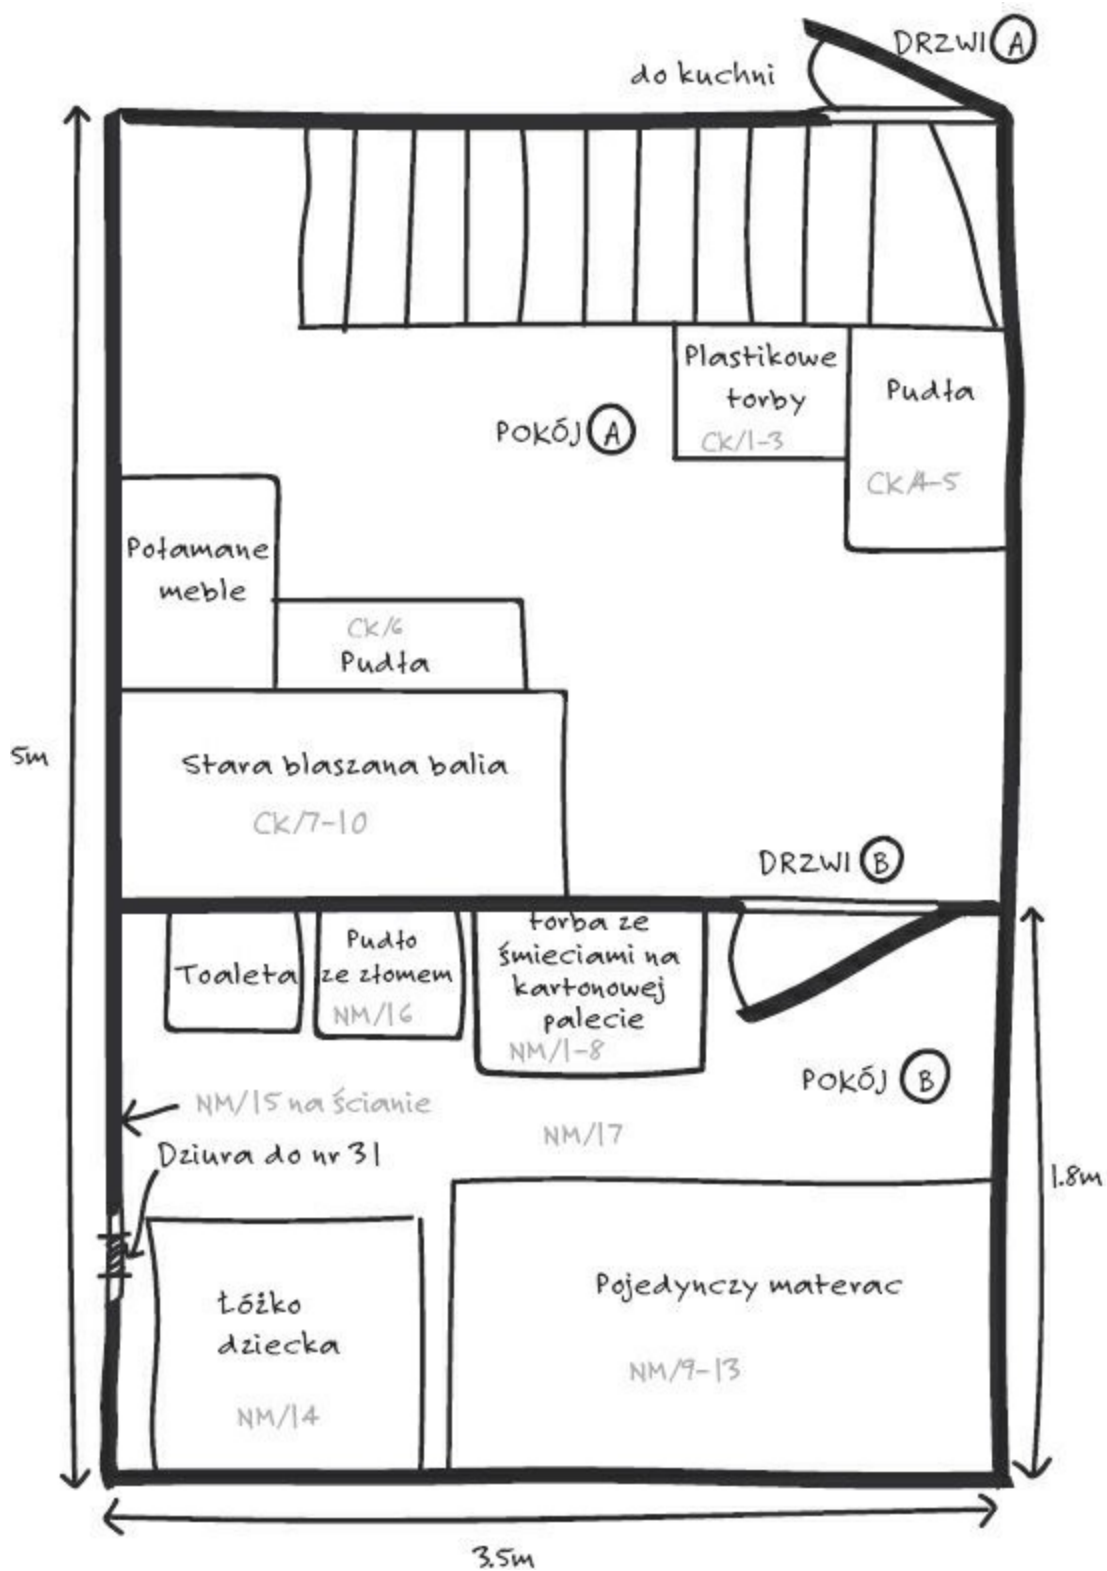 DRZWI A
do kuchni
Plastikowe
torby
CK/1-3
Pudła
CK/4-5
POKÓJ A
Połamane
meble
CK/6
Pudła
5m
Stara blaszana balia
CK/7-10
DRZWI B
Toaleta
Pudło
ze złomem
NM/16
torba ze
śmieciami na
kartonowej
palecie
NM/1-8
POKÓJ B
NM/15 na ścianie
NM/17
Dziura do nr 31
1.8m
Łóżko
dziecka
NM/14
Pojedynczy materac
NM/9-13
3.5m